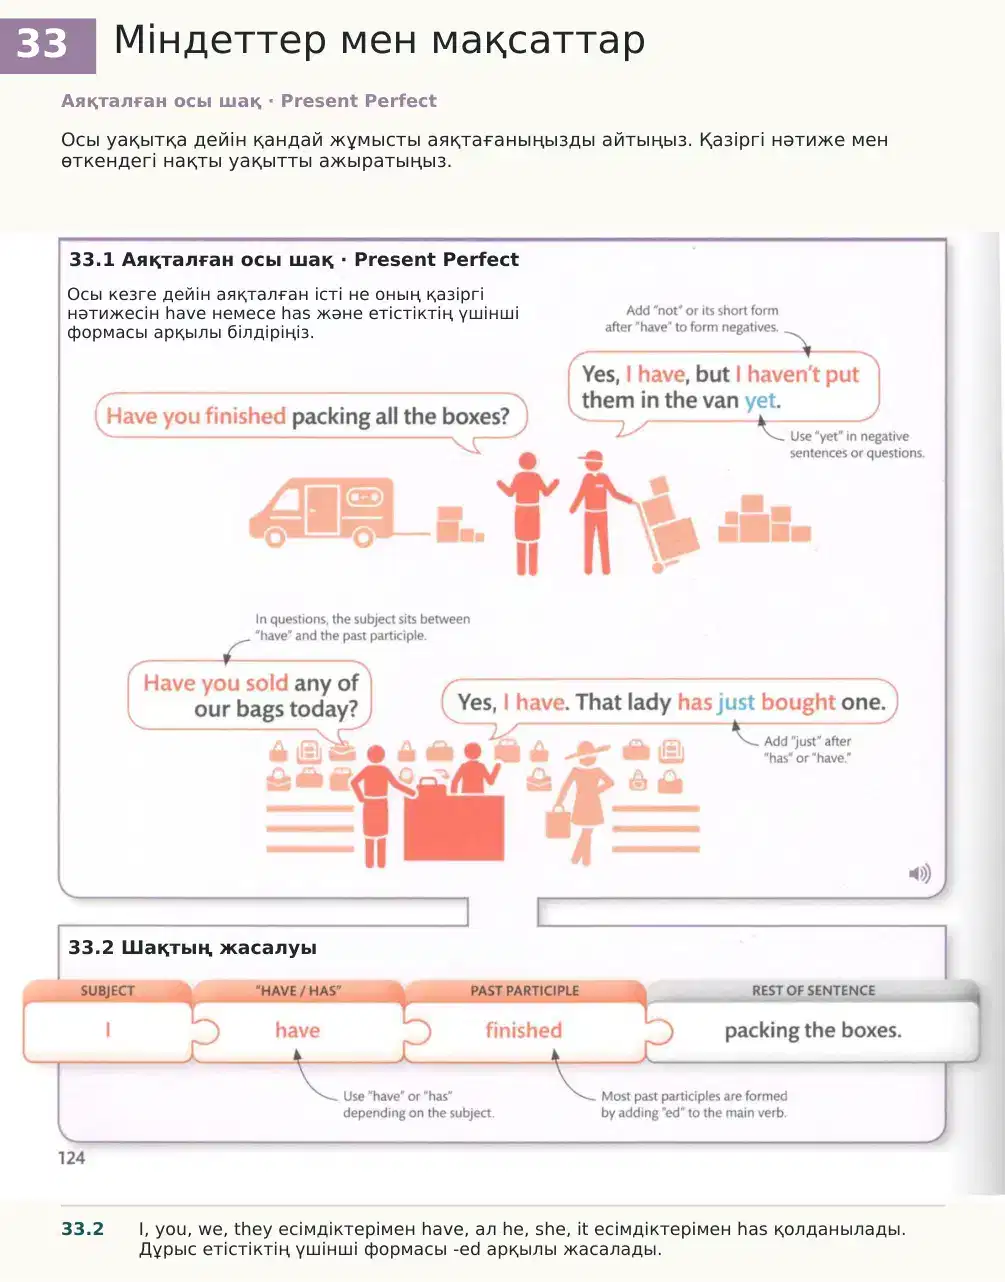 33 Міндеттер мен мақсаттар
Аяқталған осы шақ · Present Perfect
Осы уақытқа дейін қандай жұмысты аяқтағаныңызды айтыңыз. Қазіргі нәтиже мен
өткендегі нақты уақытты ажыратыңыз.
33.1 Аяқталған осы шақ · Present Perfect
Осы кезге дейін аяқталған істі не оның қазіргі
нәтижесін have немесе has және етістіктің үшінші
формасы арқылы білдіріңіз.
Add "not" or its short form
after "have" to form negatives.
Yes, I have, but I haven't put
them in the van yet.
Have you finished packing all the boxes?
Use "yet" in negative
sentences or questions.
In questions, the subject sits between
"have" and the past participle.
Have you sold any of
our bags today?
Yes, I have. That lady has just bought one.
Add "just" after
"has" or "have."
33.2 Шақтың жасалуы
SUBJECT
"HAVE / HAS"
PAST PARTICIPLE
REST OF SENTENCE
I
have
finished
packing the boxes.
Use "have" or "has"
depending on the subject.
Most past participles are formed
by adding "ed" to the main verb.
124
33.2 I, you, we, they есімдіктерімен have, ал he, she, it есімдіктерімен has қолданылады.
Дұрыс етістіктің үшінші формасы -ed арқылы жасалады.